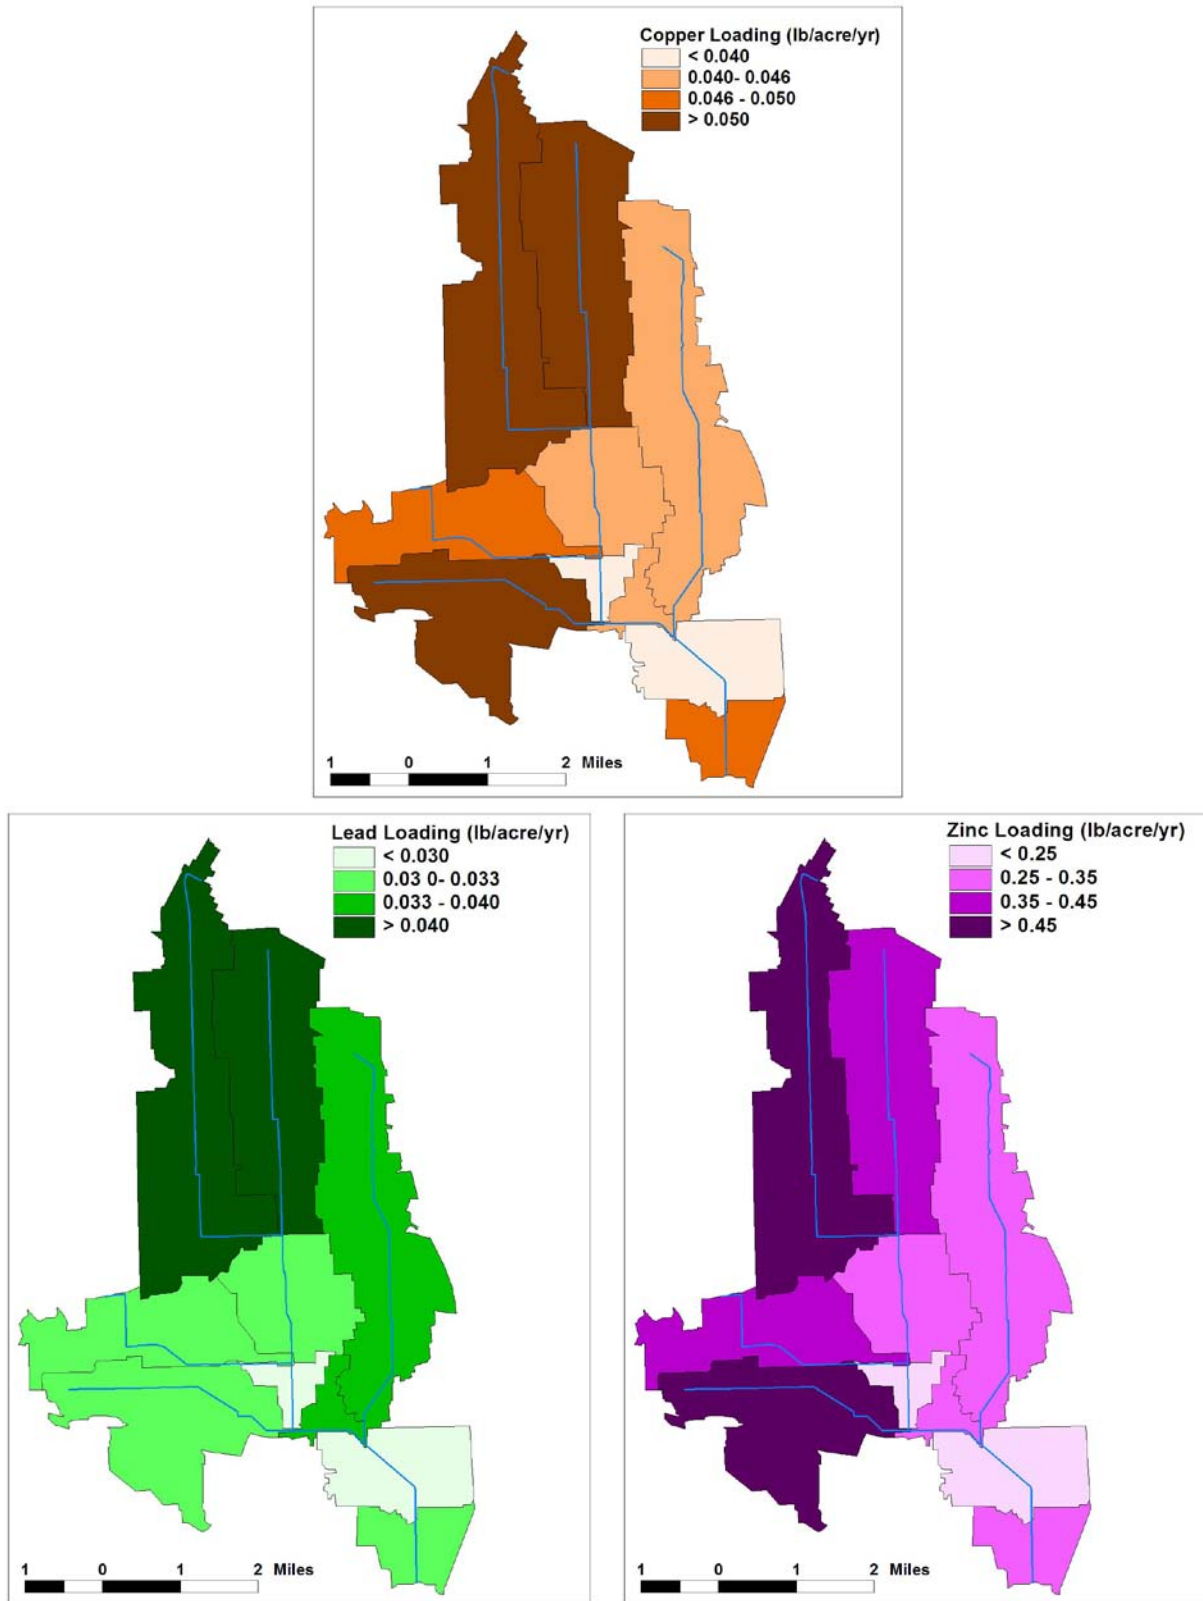 Copper Loading (lb/acre/yr)
< 0.040
0.040- 0.046
0.046 - 0.050
> 0.050
1 0 1 2 Miles
Lead Loading (lb/acre/yr)
< 0.030
0.03 0- 0.033
0.033 - 0.040
> 0.040
1 0 1 2 Miles
Zinc Loading (lb/acre/yr)
< 0.25
0.25 - 0.35
0.35 - 0.45
> 0.45
1 0 1 2 Miles